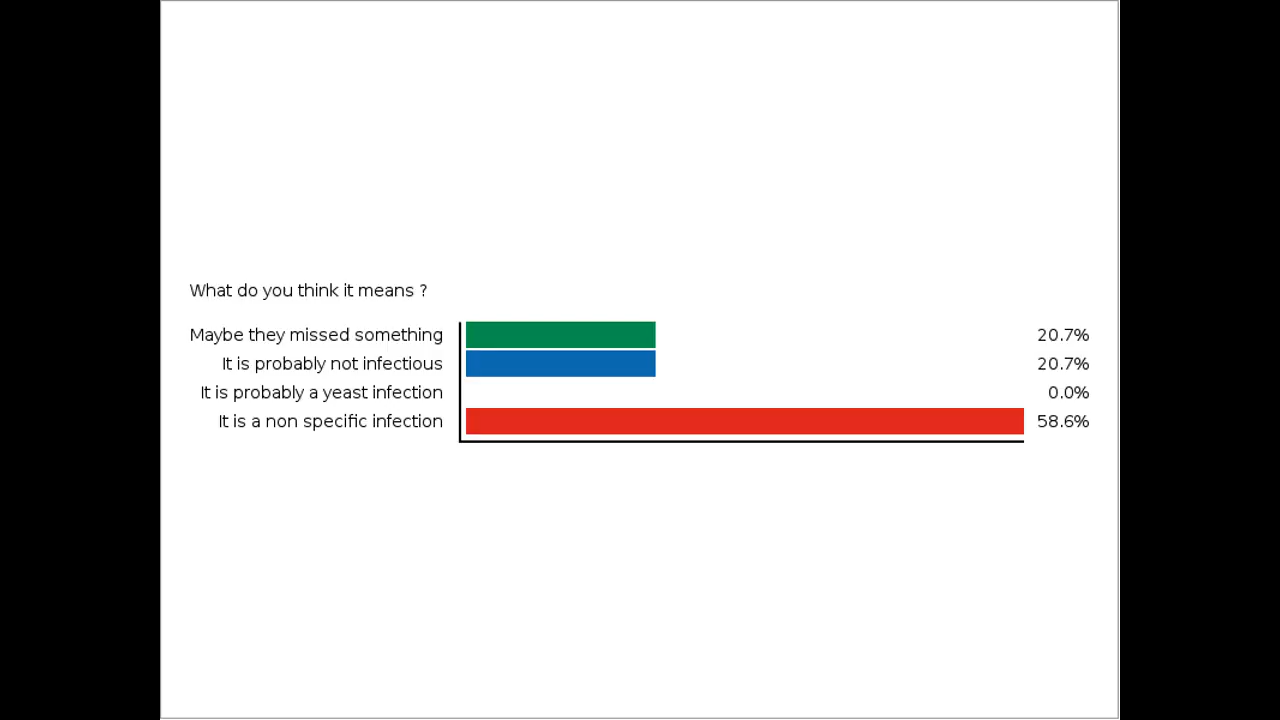 What do you think it means ?
Maybe they missed something 20.7%
It is probably not infectious 20.7%
It is probably a yeast infection 0.0%
It is a non specific infection 58.6%